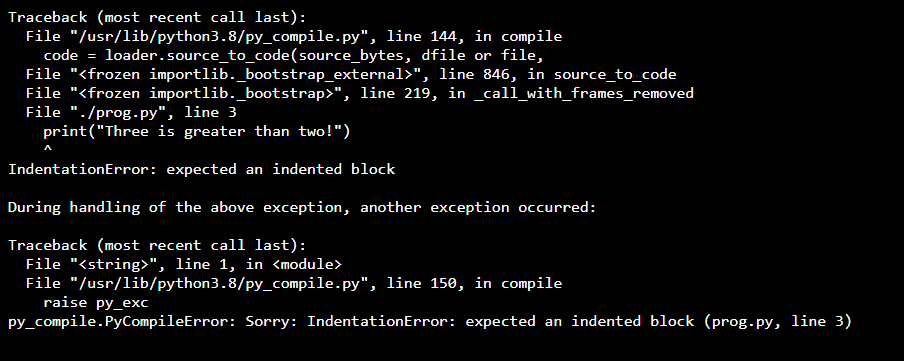 Traceback (most recent call last):
  File "/usr/lib/python3.8/py_compile.py", line 144, in compile
    code = loader.source_to_code(source_bytes, dfile or file,
  File "<frozen importlib._bootstrap_external>", line 846, in source_to_code
  File "<frozen importlib._bootstrap>", line 219, in _call_with_frames_removed
  File "./prog.py", line 3
    print("Three is greater than two!")
    ^
IndentationError: expected an indented block

During handling of the above exception, another exception occurred:

Traceback (most recent call last):
  File "<string>", line 1, in <module>
  File "/usr/lib/python3.8/py_compile.py", line 150, in compile
    raise py_exc
py_compile.PyCompileError: Sorry: IndentationError: expected an indented block (prog.py, line 3)